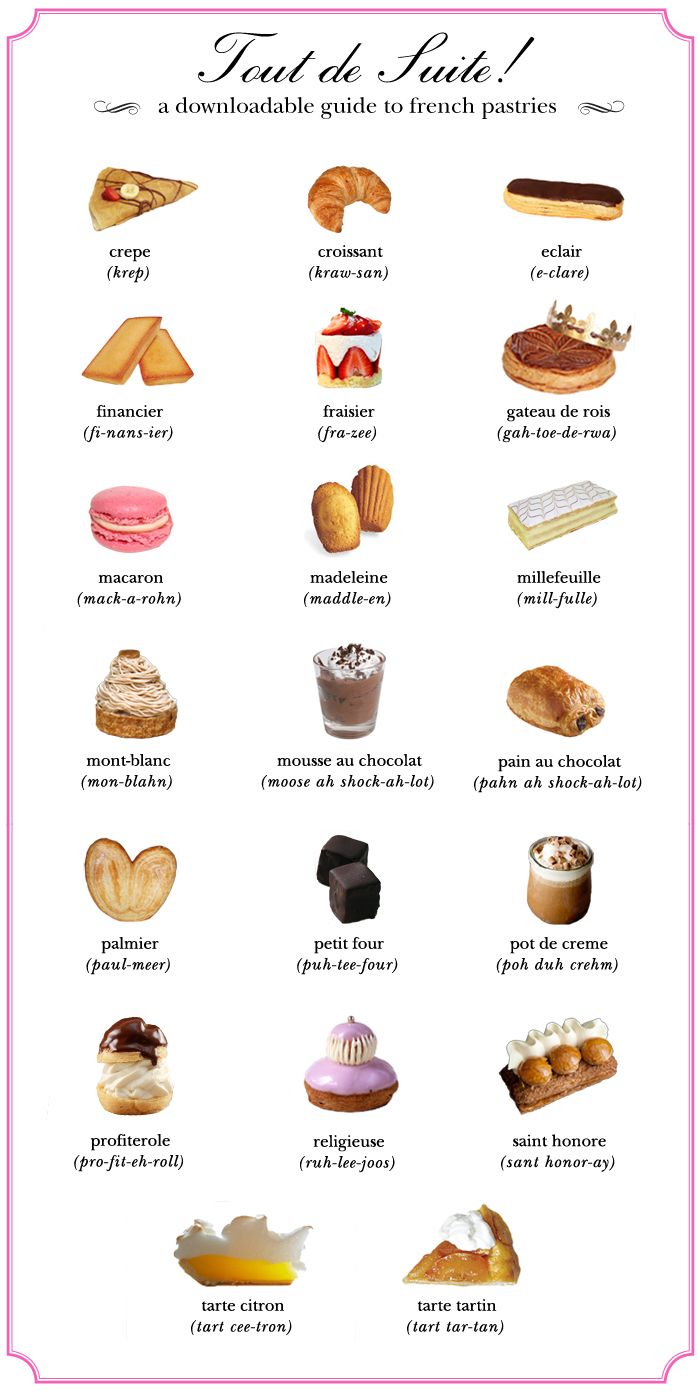 Tout de Suite!
a downloadable guide to french pastries
crepe
(krep)
croissant
(kraw-san)
eclair
(e-clare)
financier
(fi-nans-ier)
fraisier
(fra-zee)
gateau de rois
(gah-toe-de-rwa)
macaron
(mack-a-rohn)
madeleine
(maddle-en)
millefeuille
(mill-fulle)
mont-blanc
(mon-blahn)
mousse au chocolat
(moose ah shock-ah-lot)
pain au chocolat
(pahn ah shock-ah-lot)
palmier
(paul-meer)
petit four
(puh-tee-four)
pot de creme
(poh duh crehm)
profiterole
(pro-fit-eh-roll)
religieuse
(ruh-lee-joos)
saint honore
(sant honor-ay)
tarte citron
(tart cee-tron)
tarte tartin
(tart tar-tan)